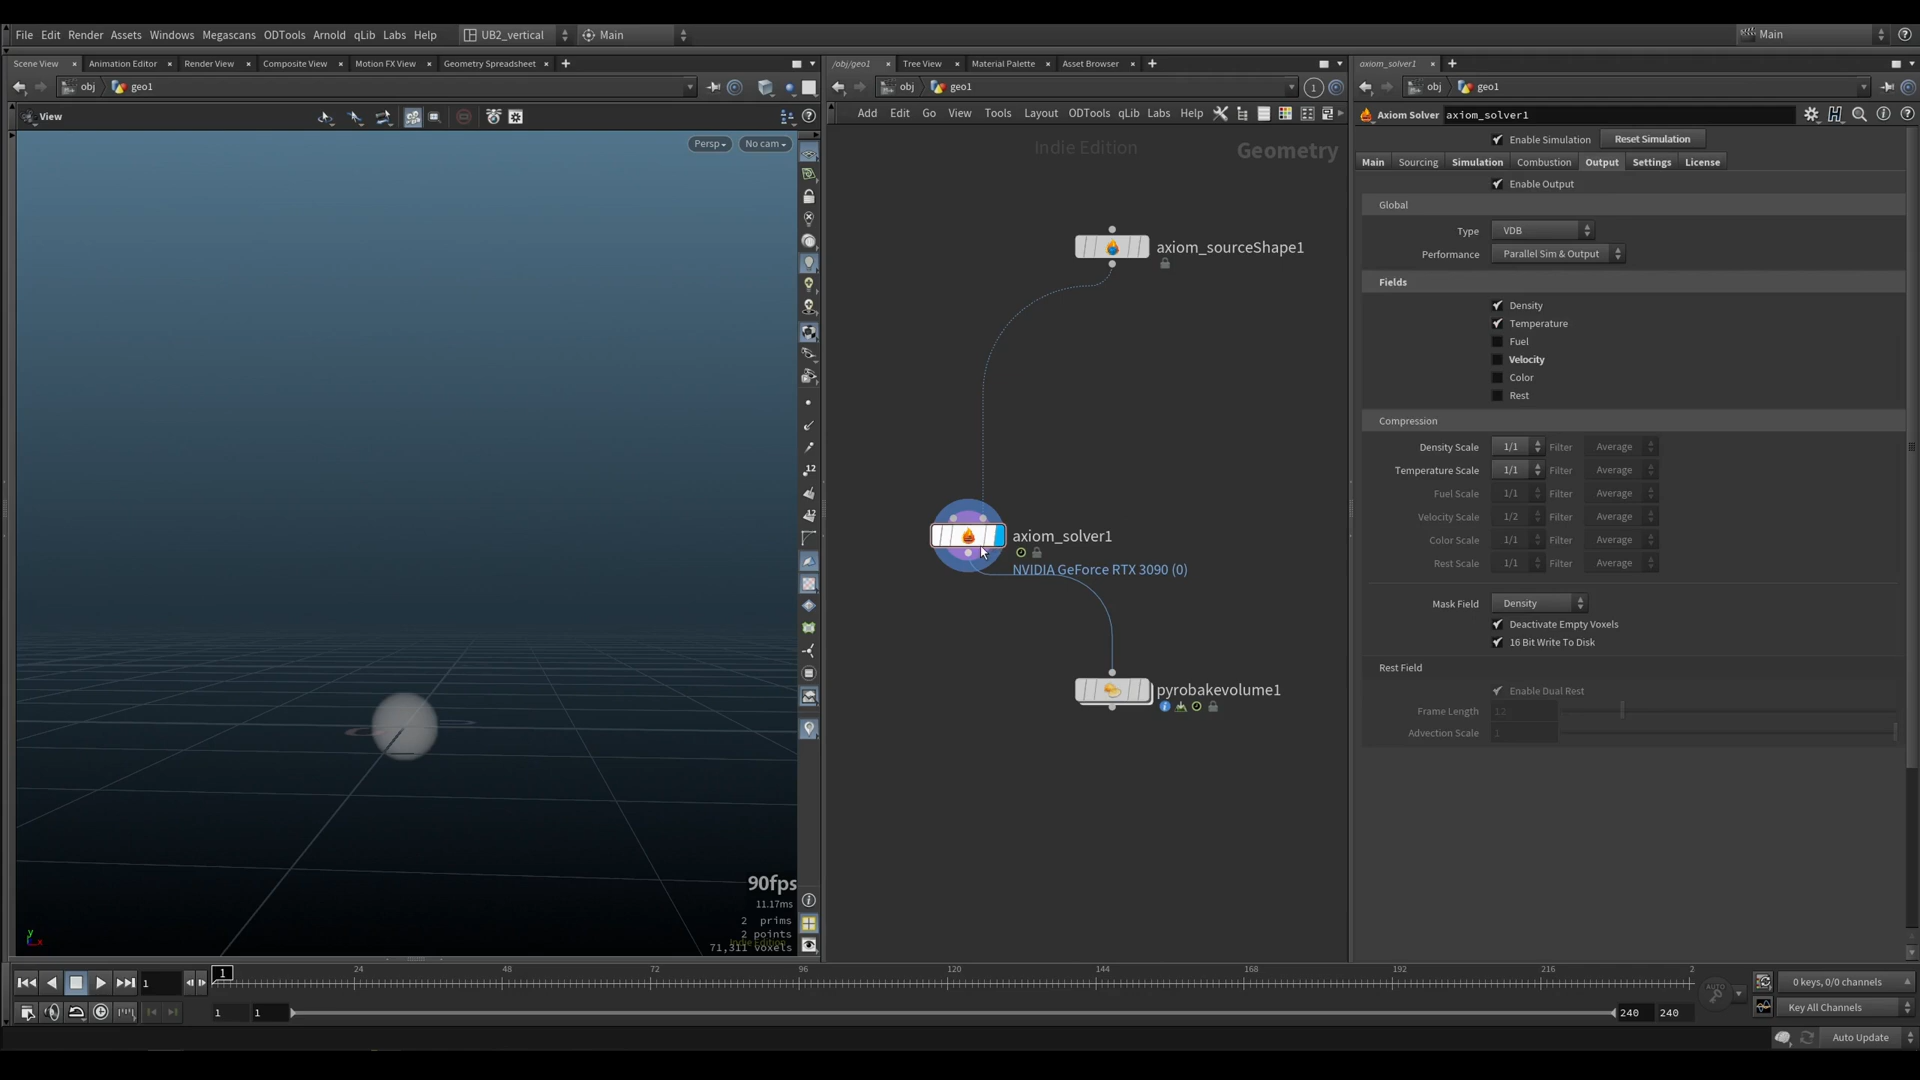 File Edit Render Assets Windows Megascans ODTools Arnold qLib Labs Help UB2_vertical Main Main
Scene View Animation Editor Render View Composite View Motion FX View Geometry Spreadsheet
/obj/geo1 Tree View Material Palette Asset Browser
axiom_solver1
obj geo1
obj geo1 1
obj geo1
View
Persp No cam
Add Edit Go View Tools Layout ODTools qLib Labs Help
Axiom Solver axiom_solver1
Enable Simulation Reset Simulation
Main Sourcing Simulation Combustion Output Settings License
Enable Output
Global
Type VDB
Performance Parallel Sim & Output
Fields
Density
Temperature
Fuel
Velocity
Color
Rest
Compression
Density Scale 1/1 Filter Average
Temperature Scale 1/1 Filter Average
Fuel Scale 1/1 Filter Average
Velocity Scale 1/2 Filter Average
Color Scale 1/1 Filter Average
Rest Scale 1/1 Filter Average
Mask Field Density
Deactivate Empty Voxels
16 Bit Write To Disk
Rest Field
Enable Dual Rest
Frame Length 12
Advection Scale 1
Indie Edition Geometry
axiom_sourceShape1
axiom_solver1
NVIDIA GeForce RTX 3090 (0)
pyrobakevolume1
12
12
90fps
11.17ms
2 prims
2 points
Indie Edition
71,311 voxels
y
x
1 1 24 48 72 96 120 144 168 192 216 2
AUTO
0 keys, 0/0 channels
1 1 240 240
Key All Channels
Auto Update